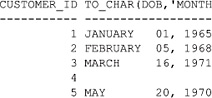 CUSTOMER_ID TO_CHAR(DOB,'MONTH
----------- ------------------
1 JANUARY   01, 1965
2 FEBRUARY  05, 1968
3 MARCH     16, 1971
4
5 MAY       20, 1970